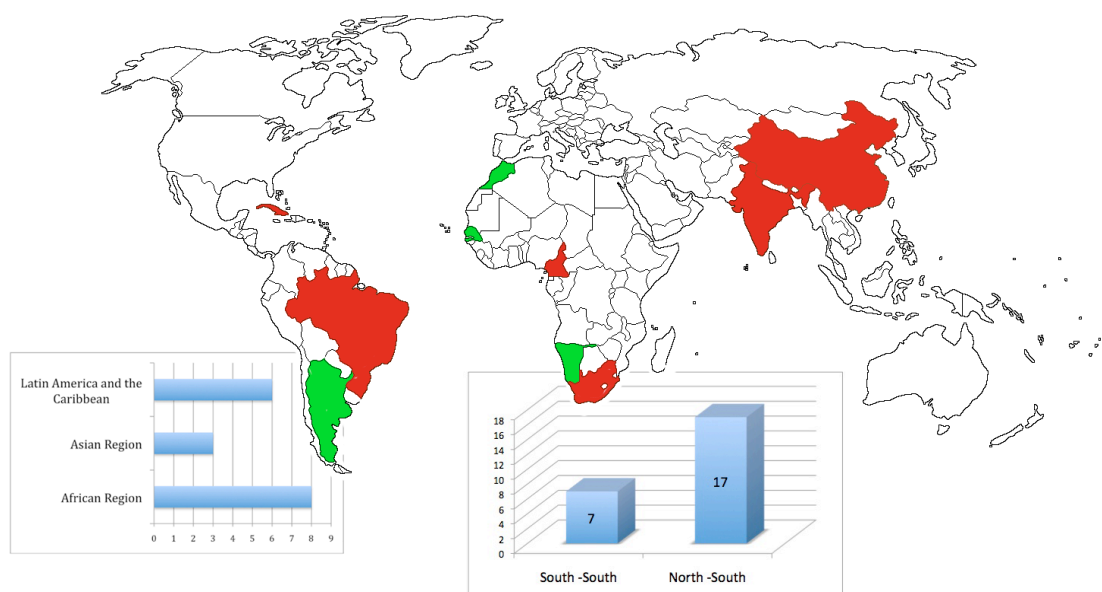 Latin America and the
Caribbean
Asian Region
African Region
0 1 2 3 4 5 6 7 8 9
18
16
14
12
10
8
6
4
2
0
7
17
South -South
North -South